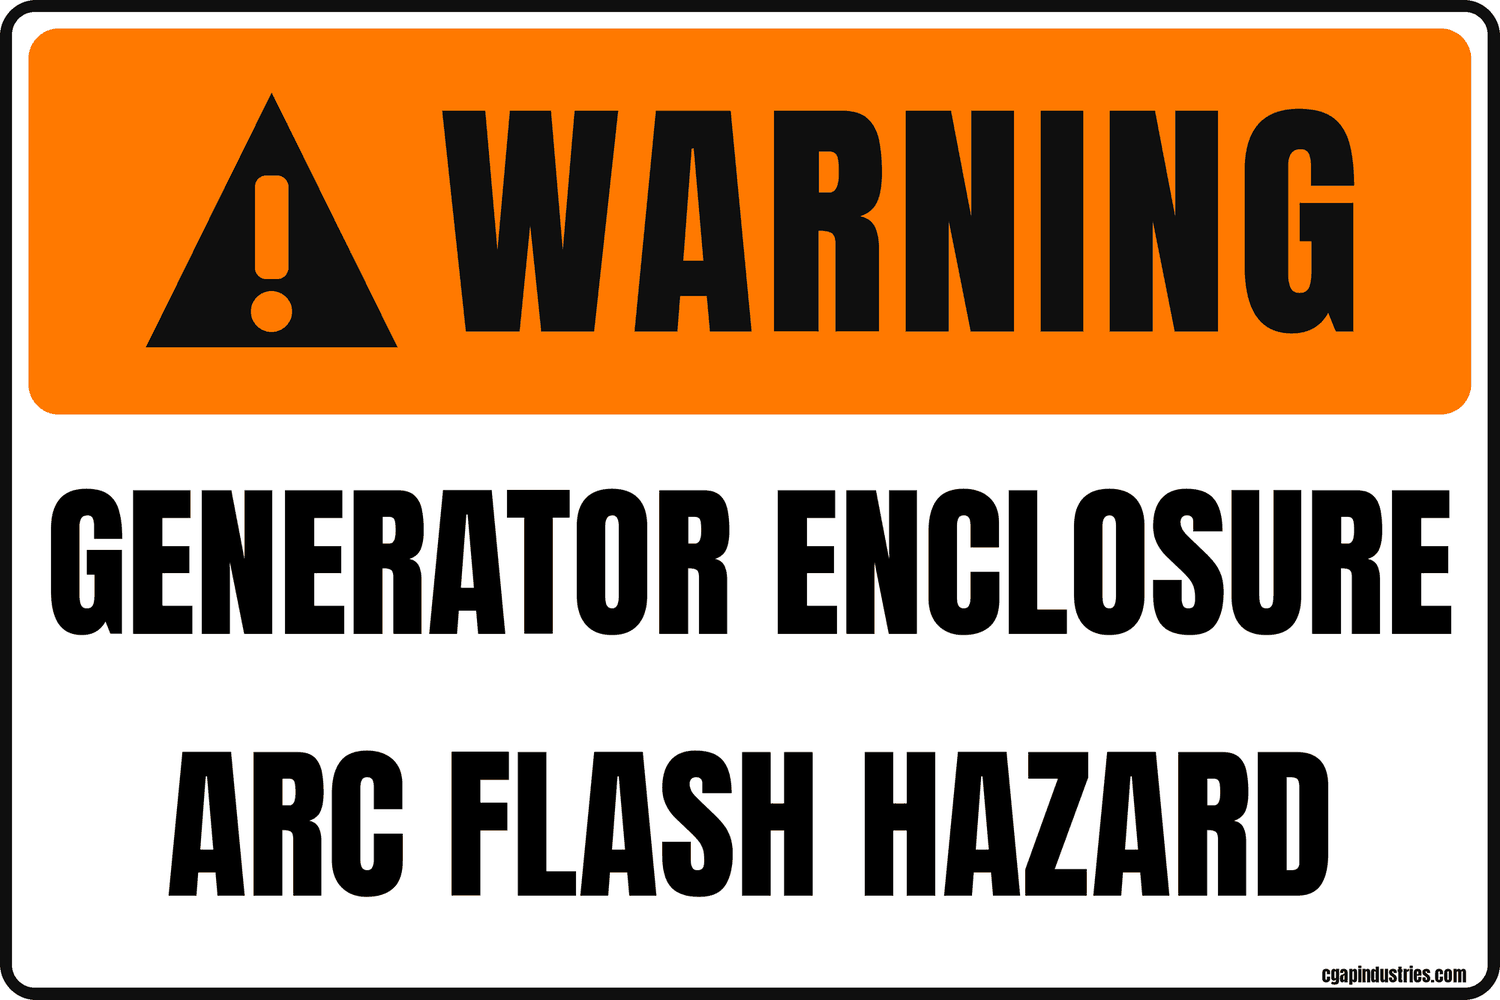 WARNING
GENERATOR ENCLOSURE
ARC FLASH HAZARD
cgapindustries.com